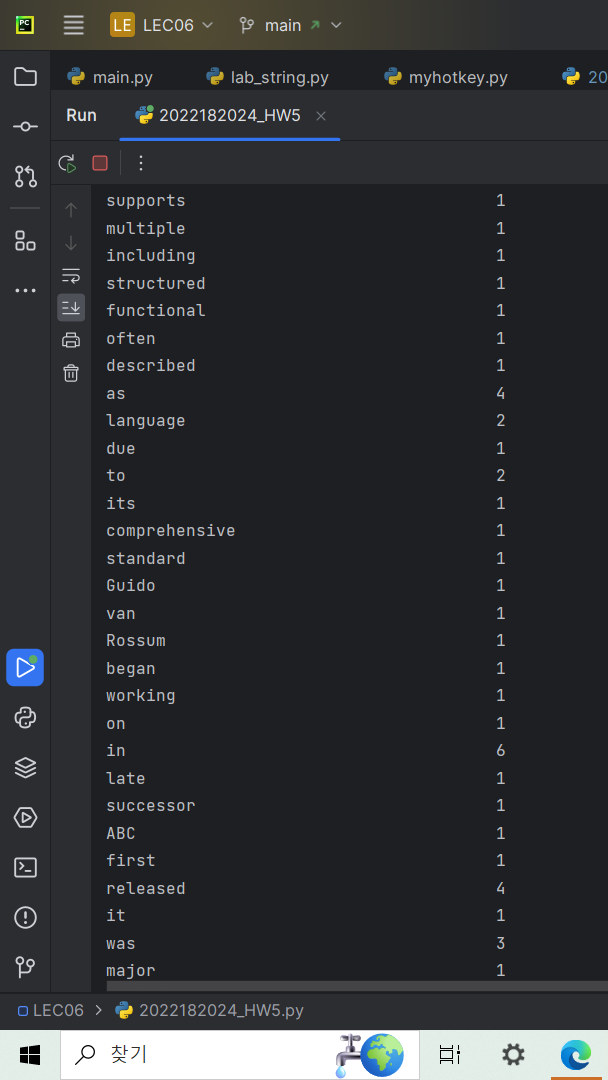 PC
LE LEC06 main
main.py lab_string.py myhotkey.py 20
Run 2022182024_HW5
supports 1
multiple 1
including 1
structured 1
functional 1
often 1
described 1
as 4
language 2
due 1
to 2
its 1
comprehensive 1
standard 1
Guido 1
van 1
Rossum 1
began 1
working 1
on 1
in 6
late 1
successor 1
ABC 1
first 1
released 4
it 1
was 3
major 1
LEC06 > 2022182024_HW5.py
찾기